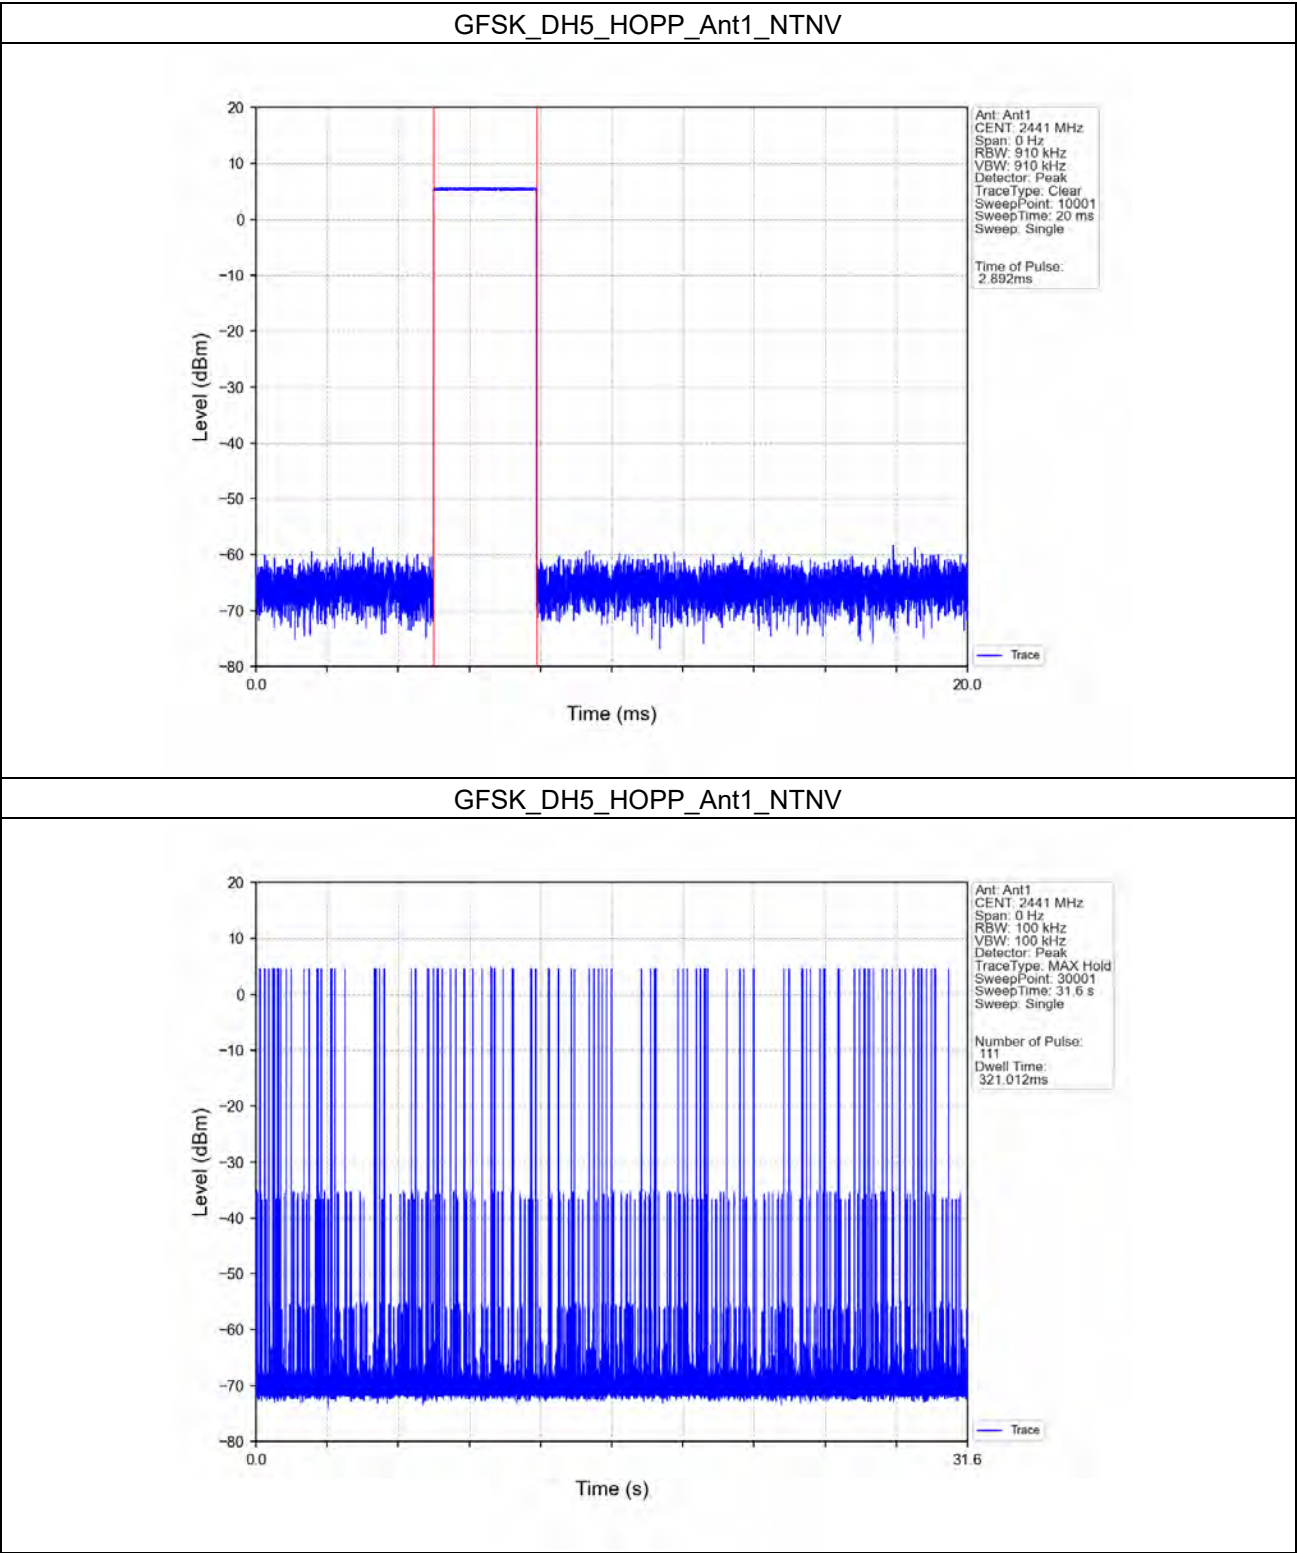 GFSK_DH5_HOPP_Ant1_NTNV
20
10
0
−10
−20
−30
−40
−50
−60
−70
−80
Level (dBm)
0.0
20.0
Time (ms)
Ant: Ant1
CENT: 2441 MHz
Span: 0 Hz
RBW: 910 kHz
VBW: 910 kHz
Detector: Peak
TraceType: Clear
SweepPoint: 10001
SweepTime: 20 ms
Sweep: Single
Time of Pulse:
2.892ms
Trace
GFSK_DH5_HOPP_Ant1_NTNV
20
10
0
−10
−20
−30
−40
−50
−60
−70
−80
Level (dBm)
0.0
31.6
Time (s)
Ant: Ant1
CENT: 2441 MHz
Span: 0 Hz
RBW: 100 kHz
VBW: 100 kHz
Detector: Peak
TraceType: MAX Hold
SweepPoint: 30001
SweepTime: 31.6 s
Sweep: Single
Number of Pulse:
111
Dwell Time:
321.012ms
Trace